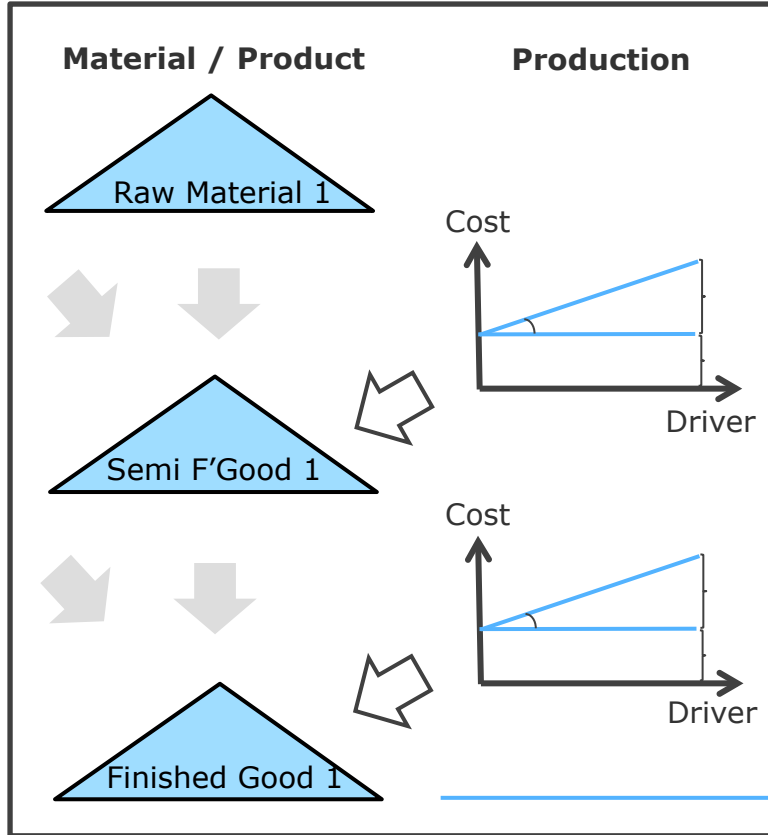 Material / Product
Production
Raw Material 1
Cost
Driver
Semi F’Good 1
Cost
Driver
Finished Good 1